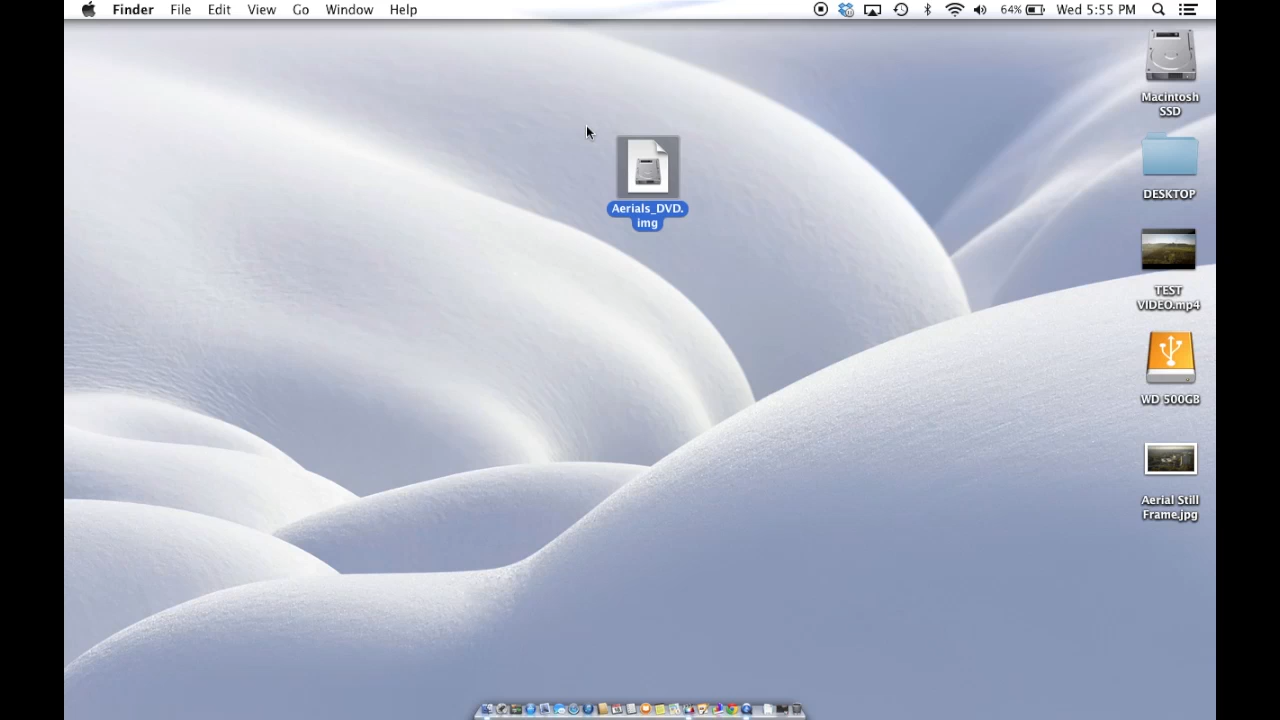 Finder File Edit View Go Window Help 64% Wed 5:55 PM
Macintosh
SSD
DESKTOP
Aerials_DVD.
img
TEST
VIDEO.mp4
WD 500GB
Aerial Still
Frame.jpg